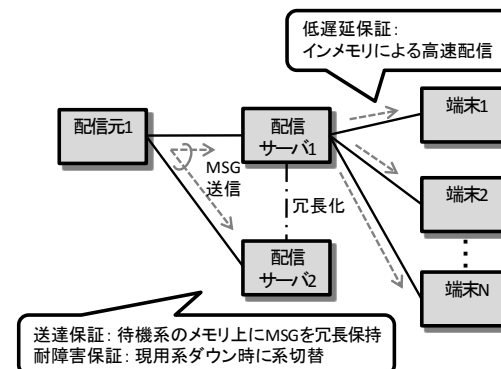 低遅延保証:
インメモリによる高速配信
配信元1
配信
サーバ1
端末1
MSG
送信
冗長化
端末2
配信
サーバ2
端末N
送達保証: 待機系のメモリ上にMSGを冗長保持
耐障害保証: 現用系ダウン時に系切替